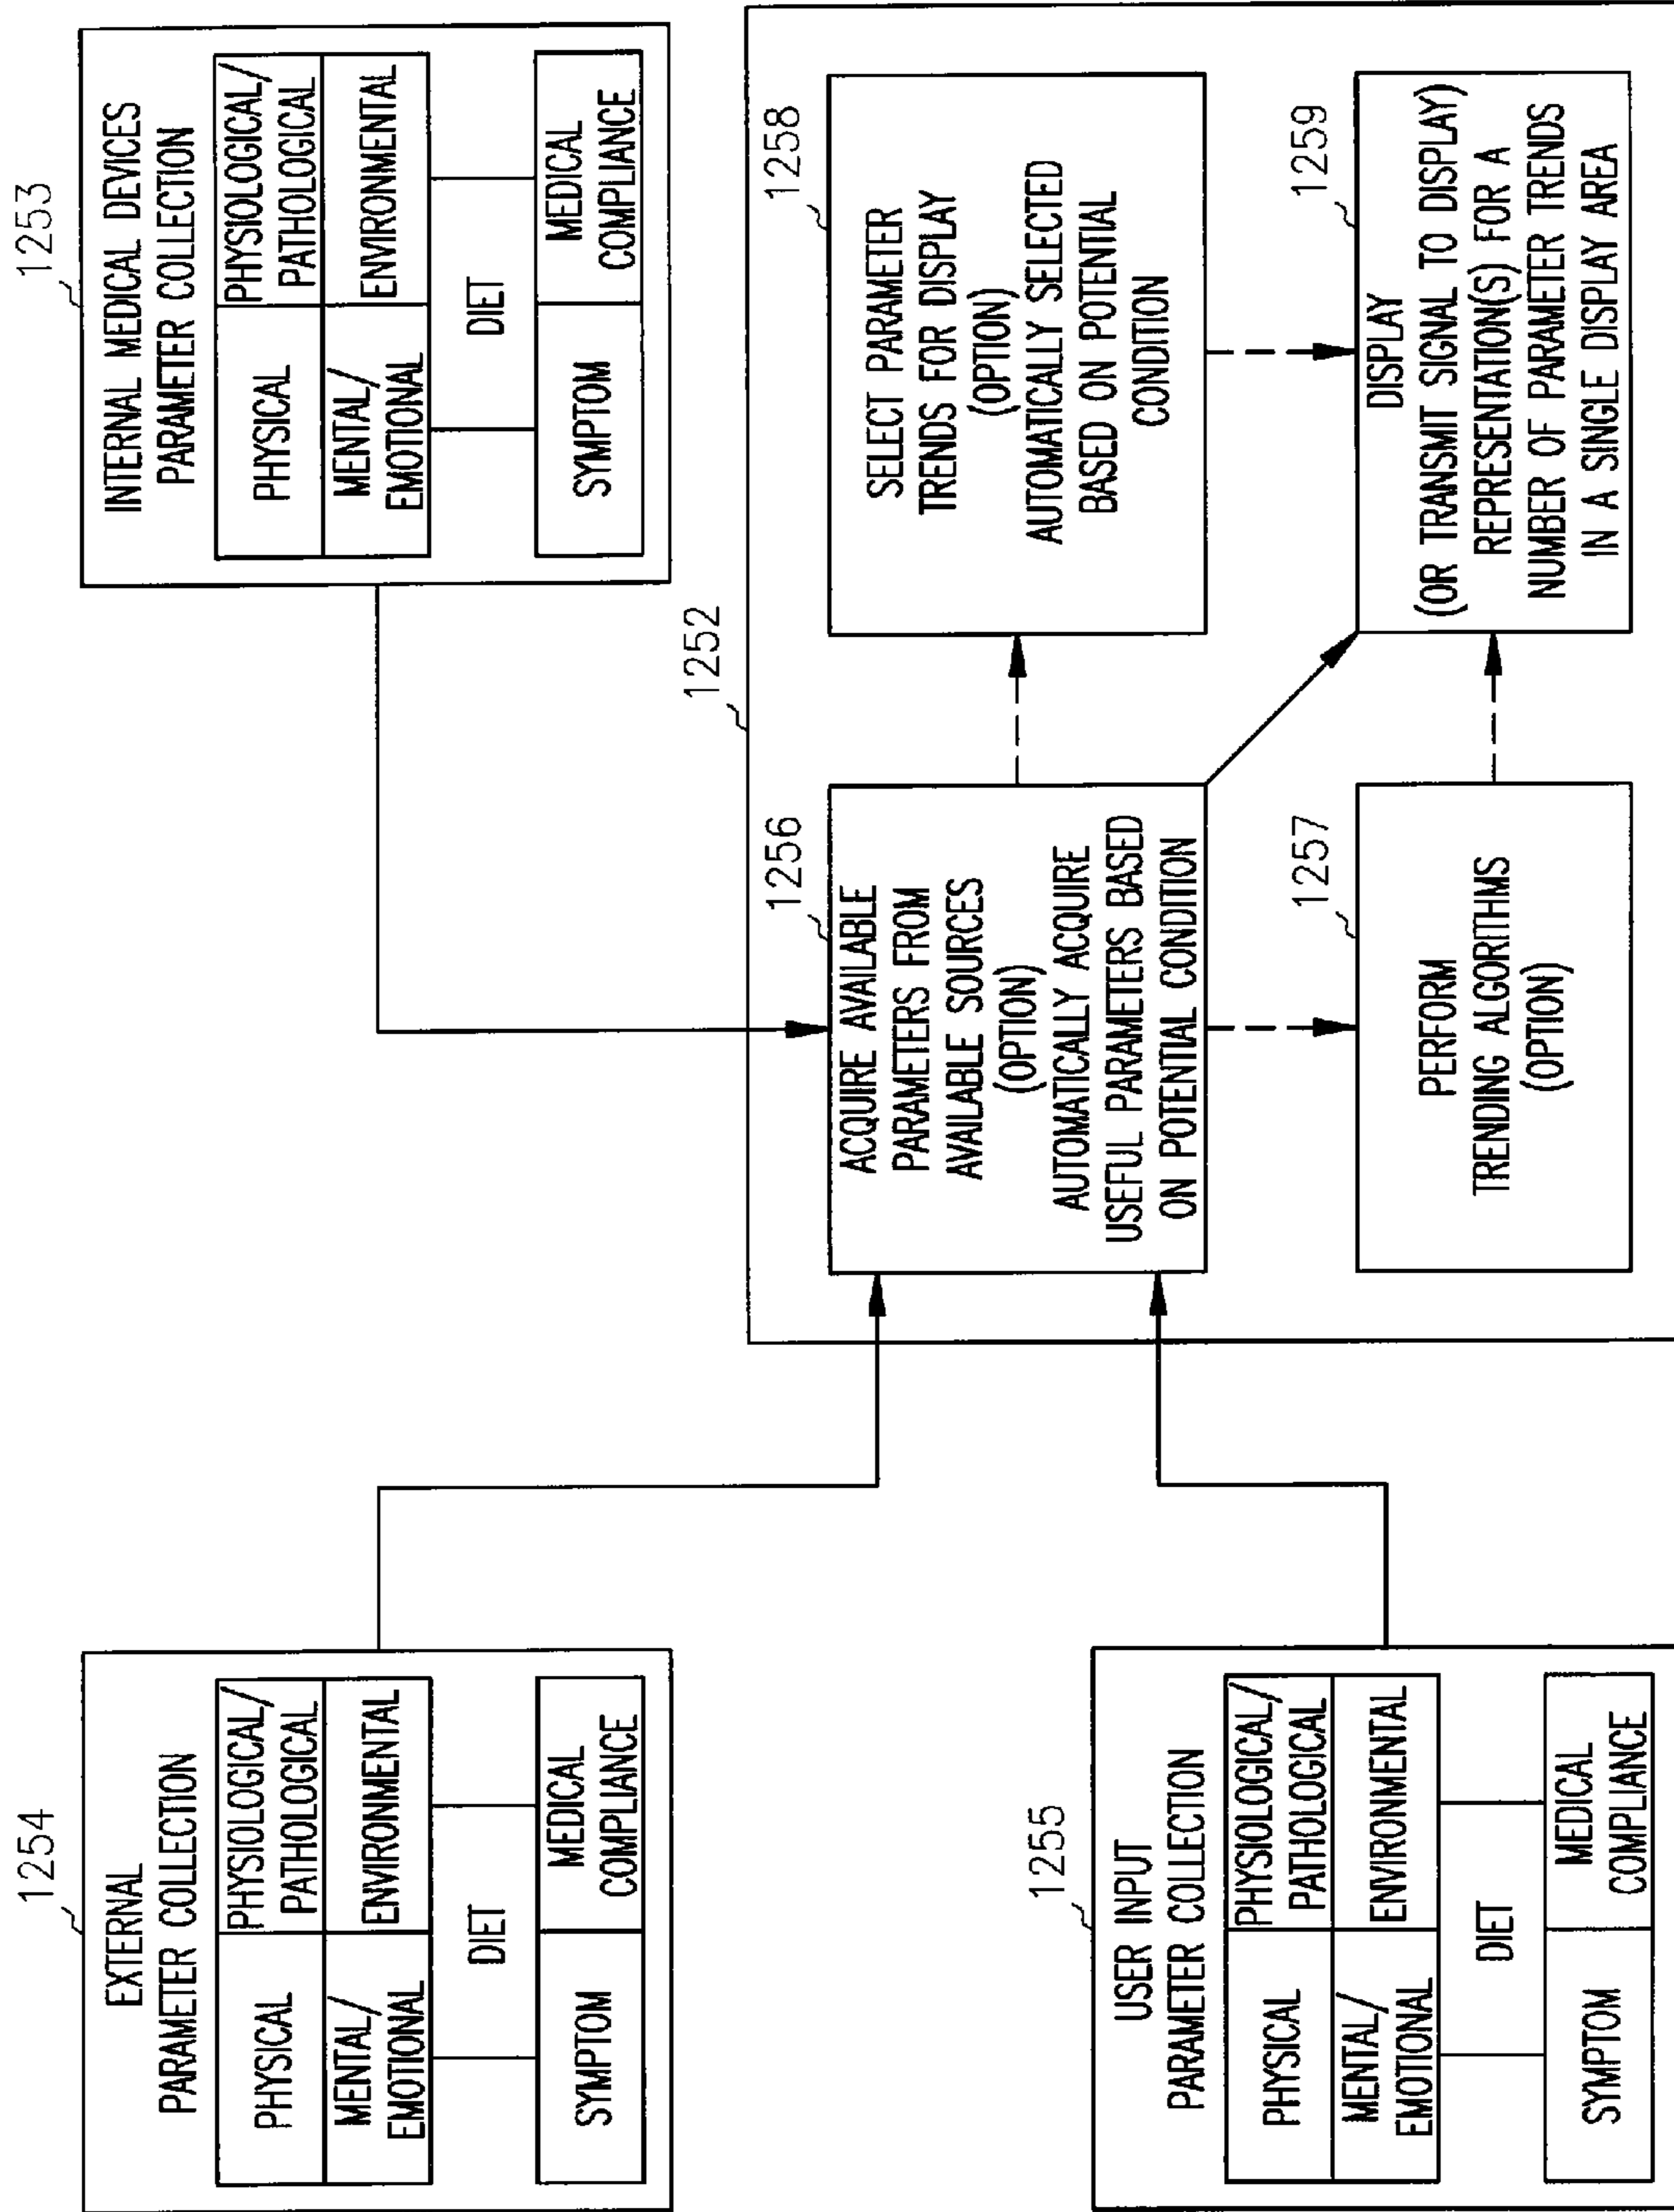 1254
EXTERNAL
PARAMETER COLLECTION
PHYSICAL
PHYSIOLOGICAL/
PATHOLOGICAL
MENTAL/
EMOTIONAL
ENVIRONMENTAL
DIET
SYMPTOM
MEDICAL
COMPLIANCE
1253
INTERNAL MEDICAL DEVICES
PARAMETER COLLECTION
PHYSICAL
PHYSIOLOGICAL/
PATHOLOGICAL
MENTAL/
EMOTIONAL
ENVIRONMENTAL
DIET
SYMPTOM
MEDICAL
COMPLIANCE
1255
USER INPUT
PARAMETER COLLECTION
PHYSICAL
PHYSIOLOGICAL/
PATHOLOGICAL
MENTAL/
EMOTIONAL
ENVIRONMENTAL
DIET
SYMPTOM
MEDICAL
COMPLIANCE
1252
1256
ACQUIRE AVAILABLE
PARAMETERS FROM
AVAILABLE SOURCES
(OPTION)
AUTOMATICALLY ACQUIRE
USEFUL PARAMETERS BASED
ON POTENTIAL CONDITION
1258
SELECT PARAMETER
TRENDS FOR DISPLAY
(OPTION)
AUTOMATICALLY SELECTED
BASED ON POTENTIAL
CONDITION
1257
PERFORM
TRENDING ALGORITHMS
(OPTION)
1259
DISPLAY
(OR TRANSMIT SIGNAL TO DISPLAY)
REPRESENTATION(S) FOR A
NUMBER OF PARAMETER TRENDS
IN A SINGLE DISPLAY AREA